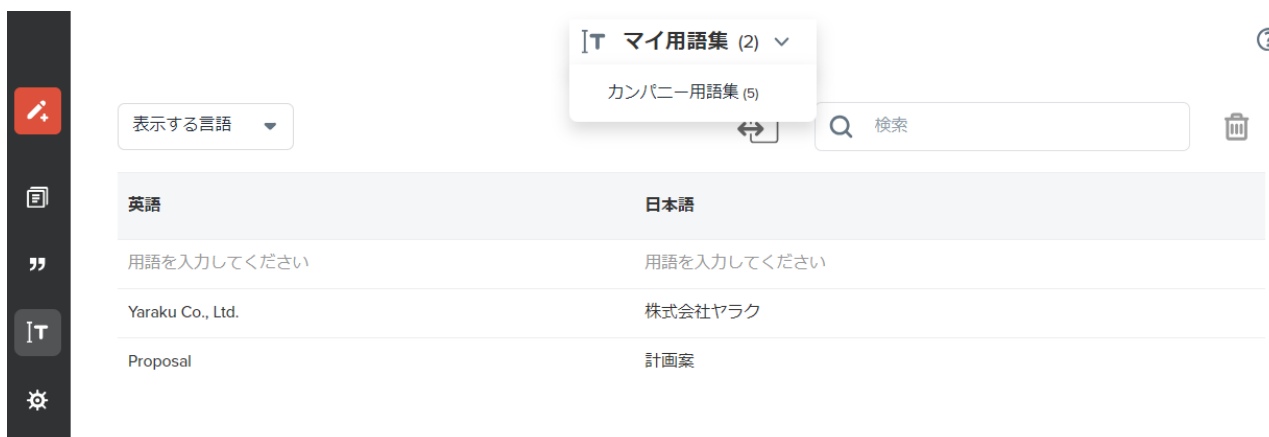 マイ用語集 (2)
カンパニー用語集 (5)
表示する言語
検索
英語 日本語
用語を入力してください 用語を入力してください
Yaraku Co., Ltd. 株式会社ヤラク
Proposal 計画案